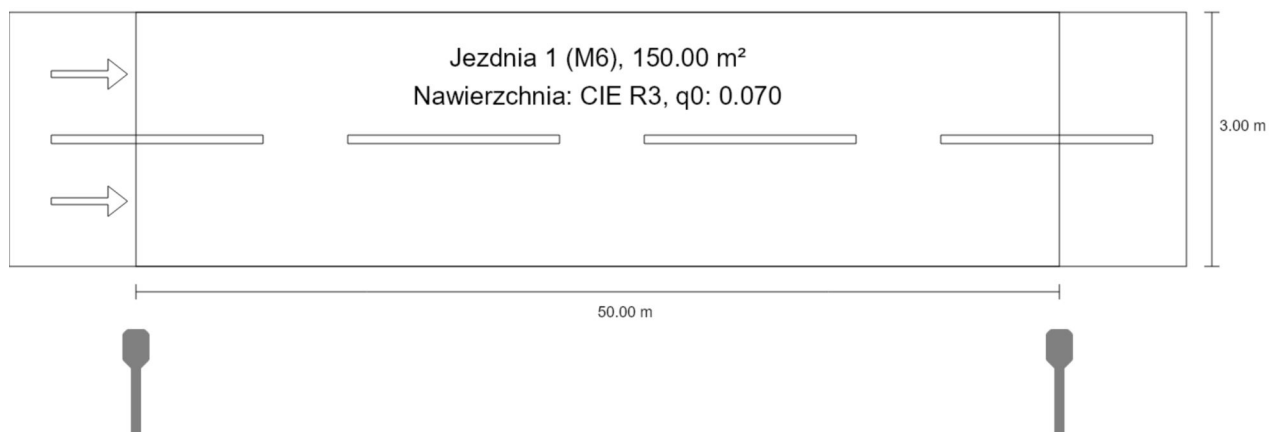 Jezdnia 1 (M6), 150.00 m²
Nawierzchnia: CIE R3, q0: 0.070
3.00 m
50.00 m